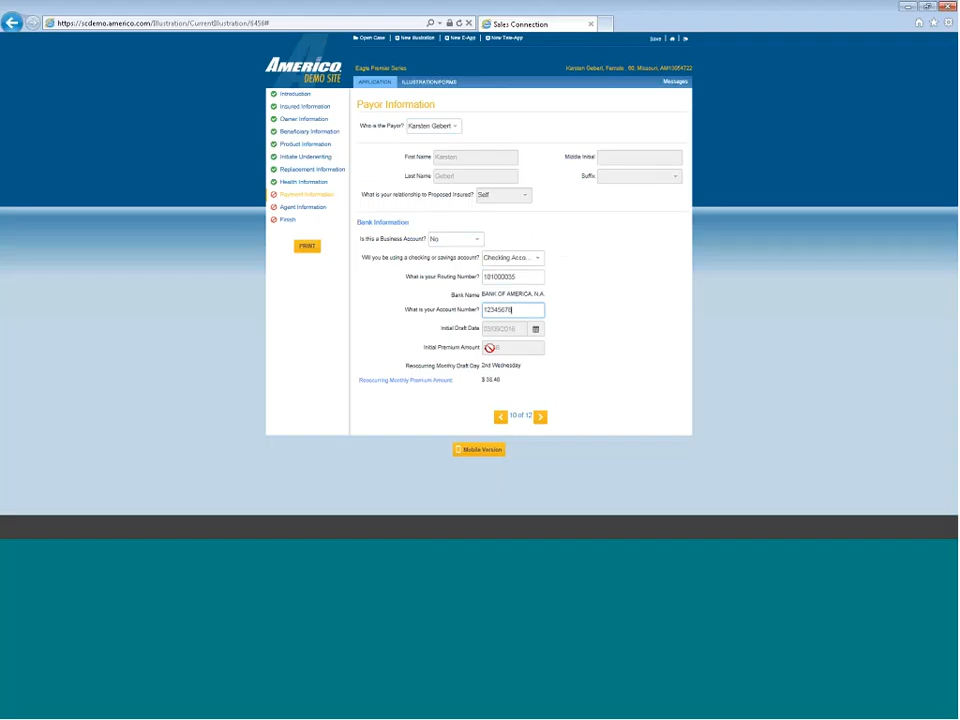 https://scdemo.americo.com/Illustration/CurrentIllustration/6456#
Sales Connection
Open Case | New Illustration | New E-App | New Tele-App
Save
AMERICO
DEMO SITE
Eagle Premier Series
Karsten Gebert, Female, 60, Missouri, AM10054722
APPLICATION
ILLUSTRATION/FORMS
Messages
Introduction
Insured Information
Owner Information
Beneficiary Information
Product Information
Initiate Underwriting
Replacement Information
Health Information
Payment Information
Agent Information
Finish
PRINT
Payor Information
Who is the Payor? Karsten Gebert
First Name Karsten
Middle Initial
Last Name Gebert
Suffix
What is your relationship to Proposed Insured? Self
Bank Information
Is this a Business Account? No
Will you be using a checking or savings account? Checking Acco...
What is your Routing Number? 101000035
Bank Name BANK OF AMERICA, N.A.
What is your Account Number? 12345678
Initial Draft Date 03/09/2016
Initial Premium Amount
Reoccurring Monthly Draft Day 2nd Wednesday
Reoccurring Monthly Premium Amount: $ 38.48
10 of 12
Mobile Version